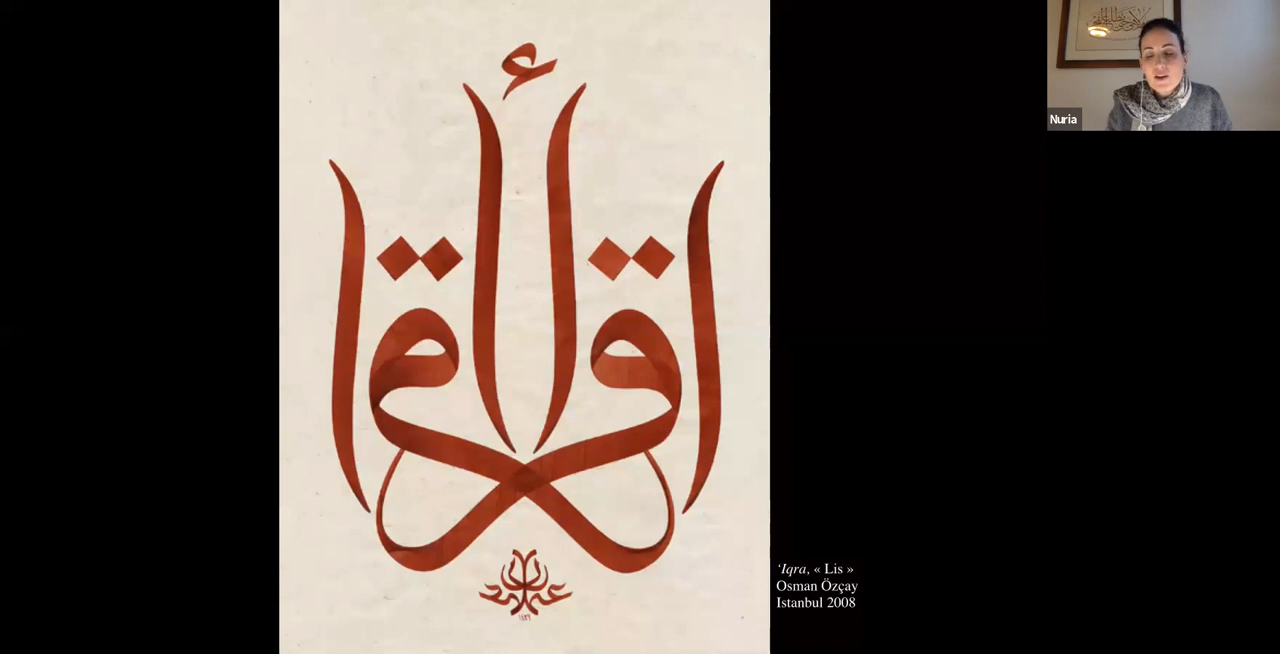 اقرأ
Nuria
‘Iqra, « Lis »
Osman Özçay
Istanbul 2008